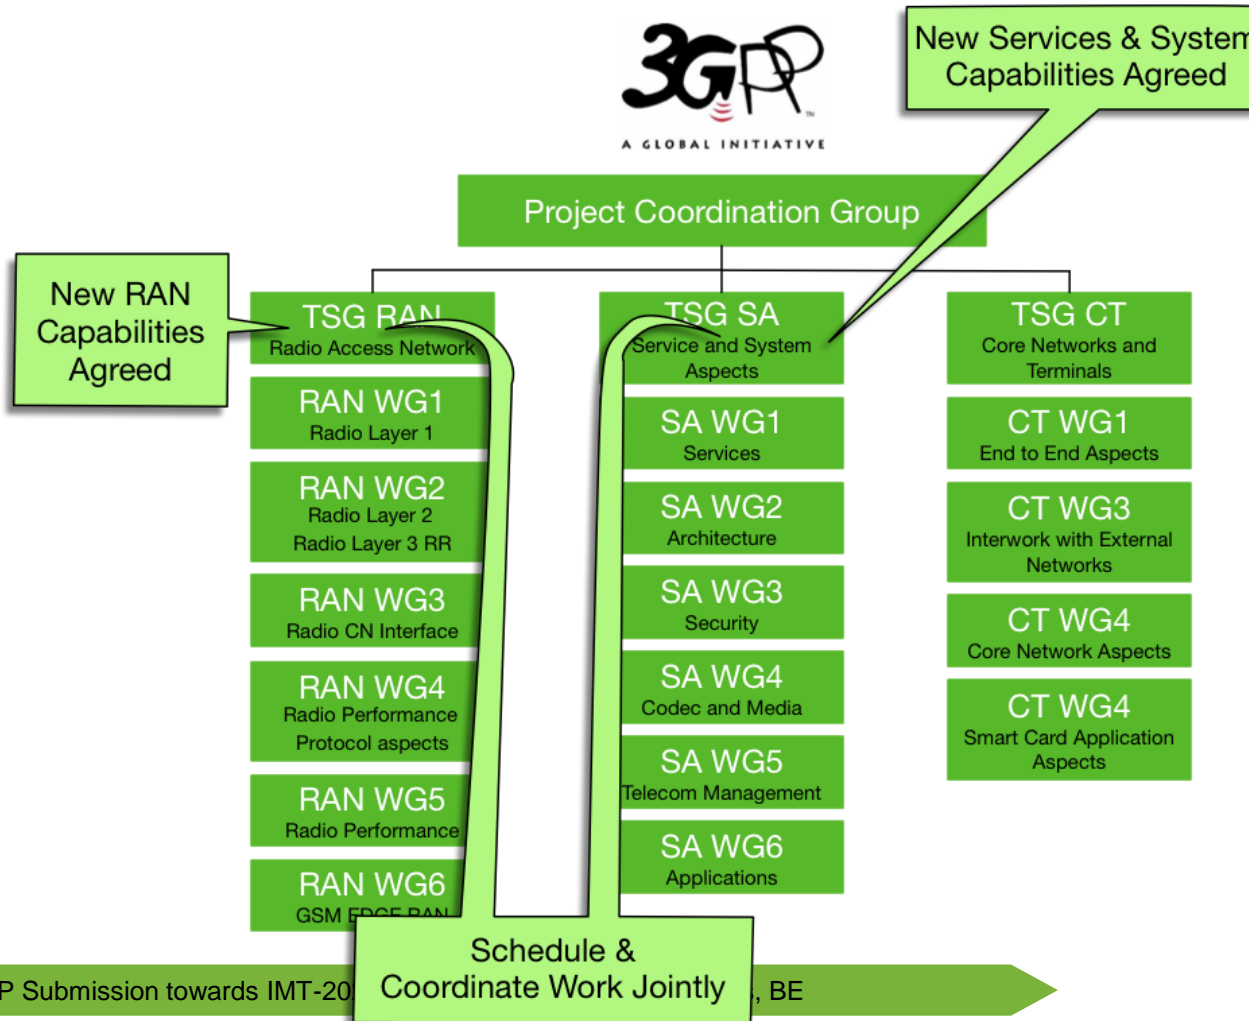 3GPP
TM
A GLOBAL INITIATIVE
New Services & System
Capabilities Agreed
Project Coordination Group
New RAN
Capabilities
Agreed
TSG RAN
Radio Access Network
RAN WG1
Radio Layer 1
RAN WG2
Radio Layer 2
Radio Layer 3 RR
RAN WG3
Radio CN Interface
RAN WG4
Radio Performance
Protocol aspects
RAN WG5
Radio Performance
RAN WG6
GSM EDGE RAN
TSG SA
Service and System
Aspects
SA WG1
Services
SA WG2
Architecture
SA WG3
Security
SA WG4
Codec and Media
SA WG5
Telecom Management
SA WG6
Applications
TSG CT
Core Networks and
Terminals
CT WG1
End to End Aspects
CT WG3
Interwork with External
Networks
CT WG4
Core Network Aspects
CT WG4
Smart Card Application
Aspects
Schedule &
Coordinate Work Jointly
P Submission towards IMT-20 , BE